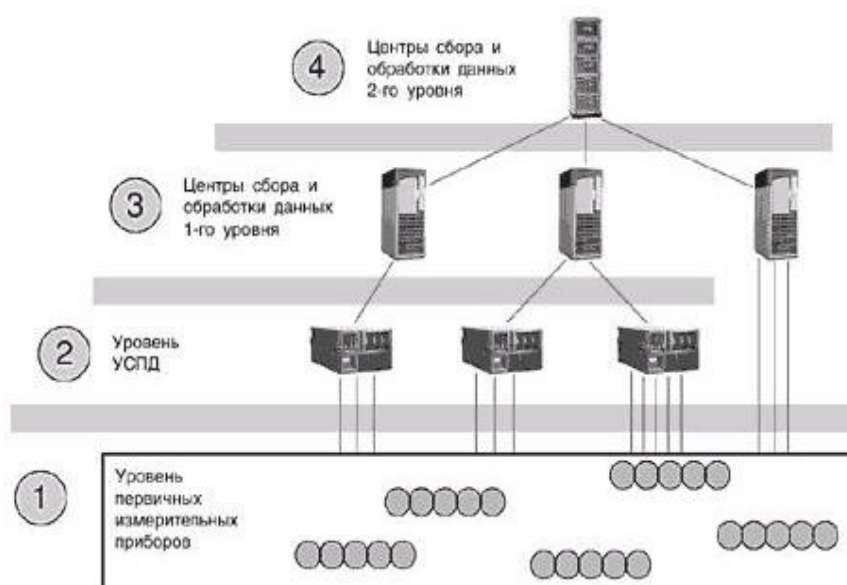 4
Центры сбора и
обработки данных
2-го уровня
3
Центры сбора и
обработки данных
1-го уровня
2
Уровень
УСПД
1
Уровень
первичных
измерительных
приборов